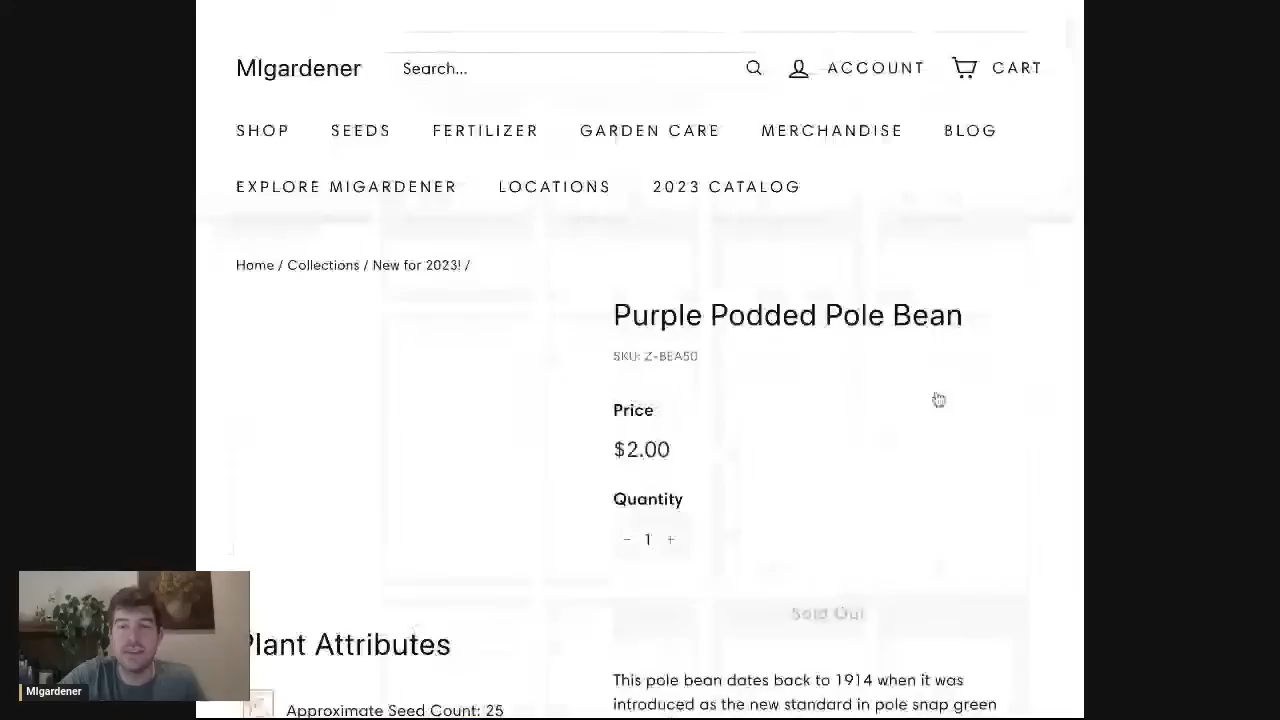 MIgardener
Search...
ACCOUNT
CART
SHOP SEEDS FERTILIZER GARDEN CARE MERCHANDISE BLOG
EXPLORE MIGARDENER LOCATIONS 2023 CATALOG
Home / Collections / New for 2023! /
Purple Podded Pole Bean
SKU: Z-BEA50
Price
$2.00
Quantity
− 1 +
Sold Out
Plant Attributes
Approximate Seed Count: 25
This pole bean dates back to 1914 when it was
introduced as the new standard in pole snap green
MIgardener